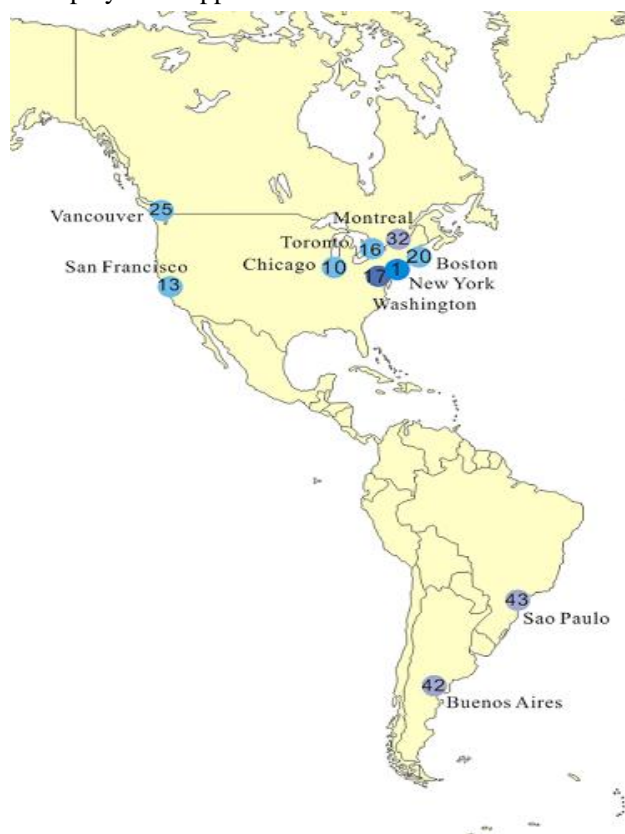 Vancouver 25
Montreal
Toronto 16 32
San Francisco
Chicago 10
20 Boston
13
17 1 New York
Washington
43
Sao Paulo
42
Buenos Aires